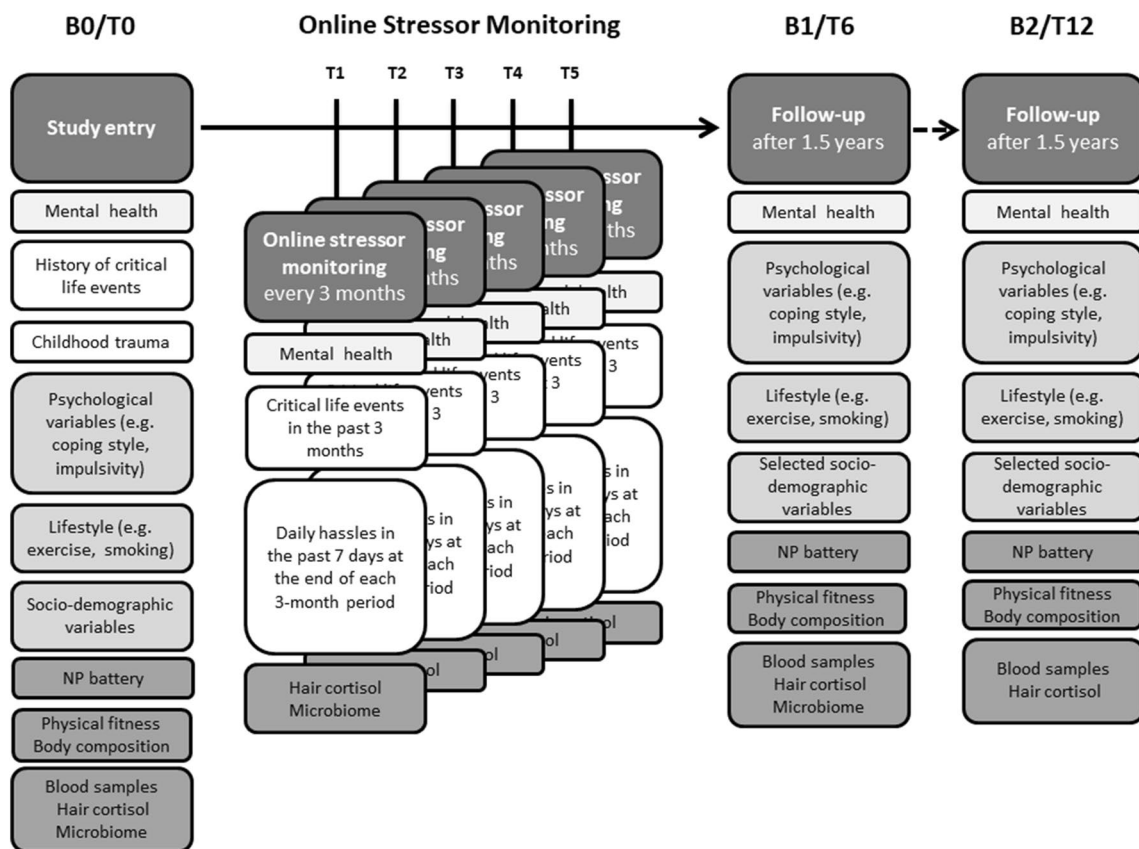 B0/T0
Study entry
Mental health
History of critical
life events
Childhood trauma
Psychological
variables (e.g.
coping style,
impulsivity)
Lifestyle (e.g.
exercise, smoking)
Socio-demographic
variables
NP battery
Physical fitness
Body composition
Blood samples
Hair cortisol
Microbiome
Online Stressor Monitoring
T1
T2
T3
T4
T5
Online stressor
monitoring
every 3 months
Mental health
Critical life events
in the past 3
months
Daily hassles in
the past 7 days at
the end of each
3-month period
Hair cortisol
Microbiome
B1/T6
Follow-up
after 1.5 years
Mental health
Psychological
variables (e.g.
coping style,
impulsivity)
Lifestyle (e.g.
exercise, smoking)
Selected socio-
demographic
variables
NP battery
Physical fitness
Body composition
Blood samples
Hair cortisol
Microbiome
B2/T12
Follow-up
after 1.5 years
Mental health
Psychological
variables (e.g.
coping style,
impulsivity)
Lifestyle (e.g.
exercise, smoking)
Selected socio-
demographic
variables
NP battery
Physical fitness
Body composition
Blood samples
Hair cortisol